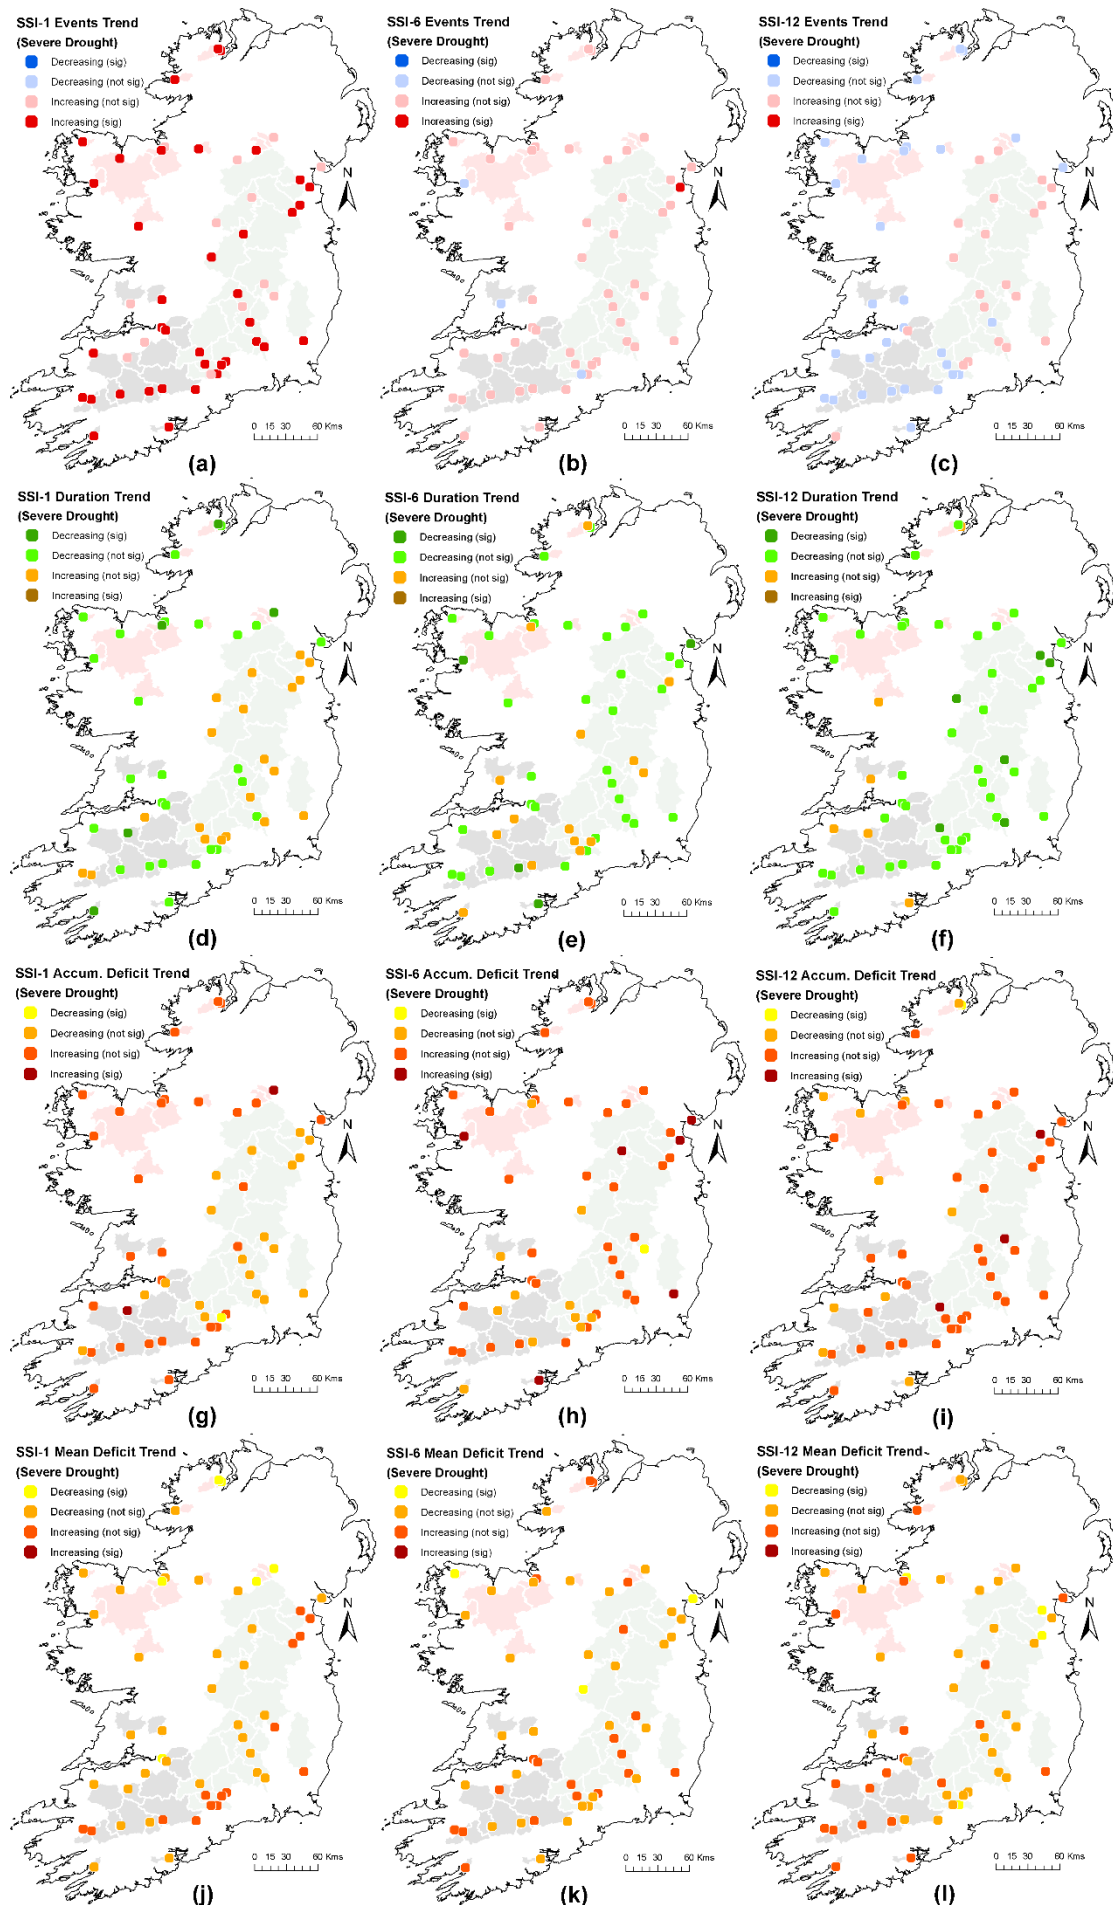 SSI-1 Events Trend
(Severe Drought)
Decreasing (sig)
Decreasing (not sig)
Increasing (not sig)
Increasing (sig)
N
0 15 30 60 Kms
(a)
SSI-6 Events Trend
(Severe Drought)
Decreasing (sig)
Decreasing (not sig)
Increasing (not sig)
Increasing (sig)
N
0 15 30 60 Kms
(b)
SSI-12 Events Trend
(Severe Drought)
Decreasing (sig)
Decreasing (not sig)
Increasing (not sig)
Increasing (sig)
N
0 15 30 60 Kms
(c)
SSI-1 Duration Trend
(Severe Drought)
Decreasing (sig)
Decreasing (not sig)
Increasing (not sig)
Increasing (sig)
N
0 15 30 60 Kms
(d)
SSI-6 Duration Trend
(Severe Drought)
Decreasing (sig)
Decreasing (not sig)
Increasing (not sig)
Increasing (sig)
N
0 15 30 60 Kms
(e)
SSI-12 Duration Trend
(Severe Drought)
Decreasing (sig)
Decreasing (not sig)
Increasing (not sig)
Increasing (sig)
N
0 15 30 60 Kms
(f)
SSI-1 Accum. Deficit Trend
(Severe Drought)
Decreasing (sig)
Decreasing (not sig)
Increasing (not sig)
Increasing (sig)
N
0 15 30 60 Kms
(g)
SSI-6 Accum. Deficit Trend
(Severe Drought)
Decreasing (sig)
Decreasing (not sig)
Increasing (not sig)
Increasing (sig)
N
0 15 30 60 Kms
(h)
SSI-12 Accum. Deficit Trend
(Severe Drought)
Decreasing (sig)
Decreasing (not sig)
Increasing (not sig)
Increasing (sig)
N
0 15 30 60 Kms
(i)
SSI-1 Mean Deficit Trend
(Severe Drought)
Decreasing (sig)
Decreasing (not sig)
Increasing (not sig)
Increasing (sig)
N
0 15 30 60 Kms
(j)
SSI-6 Mean Deficit Trend
(Severe Drought)
Decreasing (sig)
Decreasing (not sig)
Increasing (not sig)
Increasing (sig)
N
0 15 30 60 Kms
(k)
SSI-12 Mean Deficit Trend
(Severe Drought)
Decreasing (sig)
Decreasing (not sig)
Increasing (not sig)
Increasing (sig)
N
0 15 30 60 Kms
(l)